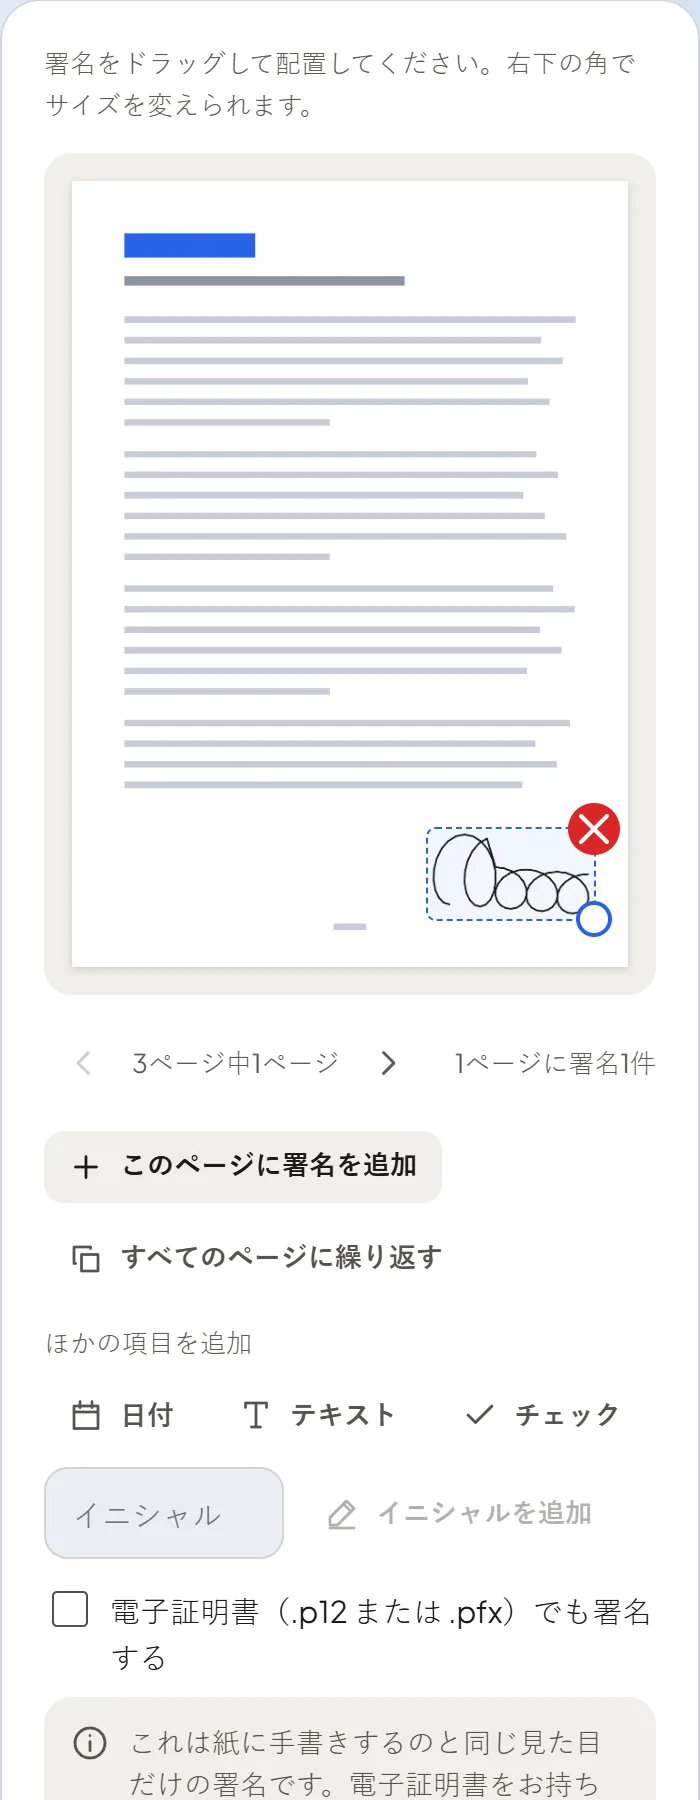 署名をドラッグして配置してください。右下の角で
サイズを変えられます。
3ページ中1ページ
1ページに署名1件
このページに署名を追加
すべてのページに繰り返す
ほかの項目を追加
日付
テキスト
チェック
イニシャル
イニシャルを追加
電子証明書（.p12 または .pfx）でも署名
する
これは紙に手書きするのと同じ見た目
だけの署名です。電子証明書をお持ち